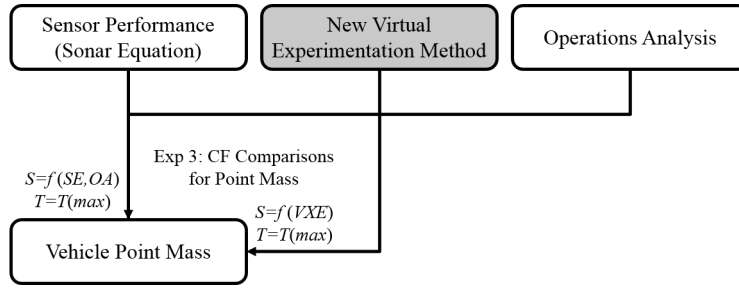 Sensor Performance
(Sonar Equation)
New Virtual
Experimentation Method
Operations Analysis
Exp 3: CF Comparisons
for Point Mass
S=f(SE,OA)
T=T(max)
S=f(VXE)
T=T(max)
Vehicle Point Mass